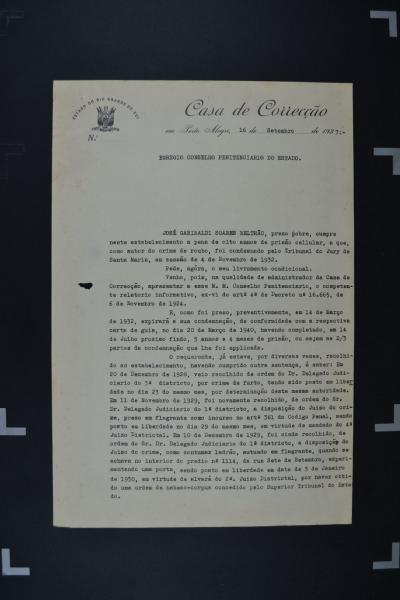 ESTADO DO RIO GRANDE DO SUL
Casa de Correcção
N.º
em Porto Alegre, 16 de Setembro de 193
EGREGIO CONSELHO PENITENCIARIO DO ESTADO.
JOSÉ GARIBALDI SOARES BELTRÃO, preso pobre, cumpre
neste estabelecimento a pena de oito annos de prisão cellular, a que,
como autor do crime de roubo, foi condemnado pelo Tribunal do Jury de
Santa Maria, em sessão de 4 de Novembro de 1932.
Pede, agóra, o seu livramento condicional.
Venho, pois, na qualidade de administrador da Casa de
Correcção, apresentar a esse M. M. Conselho Penitenciario, o competen-
te relatorio informativo, ex-vi do artº 4º do Decreto nº 16.665, de
6 de Novembro de 1924.
E, como foi preso, preventivamente, em 14 de Março
de 1932, expirará a sua condemnação, de conformidade com a respectiva
carta de guia, no dia 20 de Março de 1940, havendo completado, em 14
de Julho proximo findo, 5 annos e 4 meses de prisão, ou sejam os 2/3
partes da condemnação que lhe foi applicada.
O requerente, já esteve, por diversas vezes, recolhi-
do ao estabelecimento, havendo cumprido outra sentença, á saber: Em
20 de Dezembro de 1928, veio recolhido de ordem do Dr. Delegado Judi-
ciario do 3º districto, por crime de furto, tendo sido posto em liber
dade no dia 23 do mesmo mez, por determinação desta mesma autoridade.
Em 11 de Novembro de 1929, foi novamente recolhido, de ordem do Sr.
Dr. Delegado Judiciario do 1º districto, a disposição do Juizo do cri-
me, preso em flagrante como incurso no artº 361 do Codigo Penal, sendo
posto em liberdade no dia 29 do mesmo mez, em virtude de mandado do 4º
Juizo Districtal. Em 10 de Dezembro de 1929, foi ainda recolhido, de
ordem do Sr. Dr. Delegado Judiciario do 1º districto, a disposição do
Juizo do crime, como contumaz ladrão, autuado em flagrante, quando se
achava no interior do predio nº 1114, da rua Sete de Setembro, experi-
mentando uma porta, sendo posto em liberdade em data de 3 de Janeiro
de 1930, em virtude de alvará do 2º. Juizo Districtal, por haver obti-
do uma ordem de habeas-corpus concedido pelo Superior Tribunal do Esta
do.